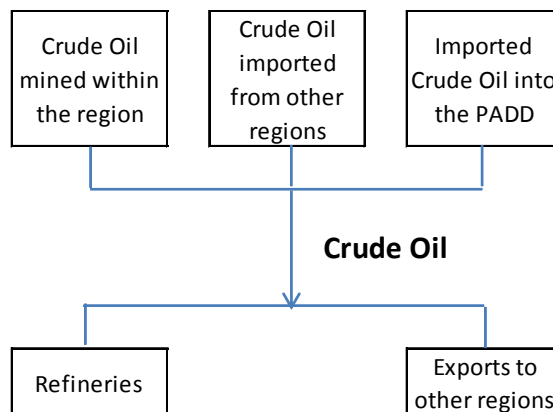 Crude Oil
mined within
the region
Crude Oil
imported
from other
regions
Imported
Crude Oil into
the PADD
Crude Oil
Refineries
Exports to
other regions